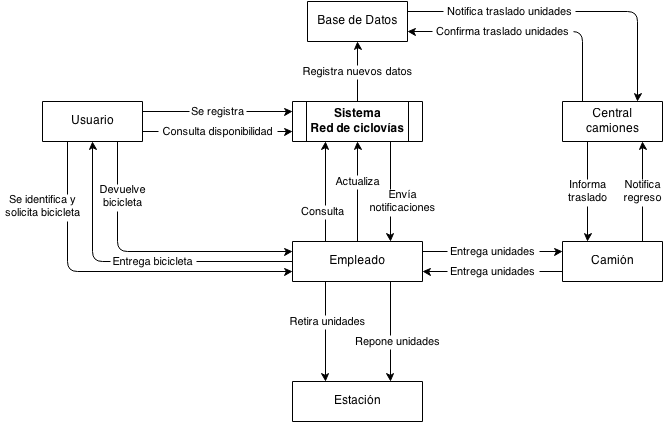 Base de Datos
Notifica traslado unidades
Confirma traslado unidades
Registra nuevos datos
Usuario
Se registra
Consulta disponibilidad
Sistema
Red de ciclovías
Central
camiones
Se identifica y
solicita bicicleta
Devuelve
bicicleta
Actualiza
Consulta
Envía
notificaciones
Informa
traslado
Notifica
regreso
Entrega bicicleta
Empleado
Entrega unidades
Entrega unidades
Camión
Retira unidades
Repone unidades
Estación